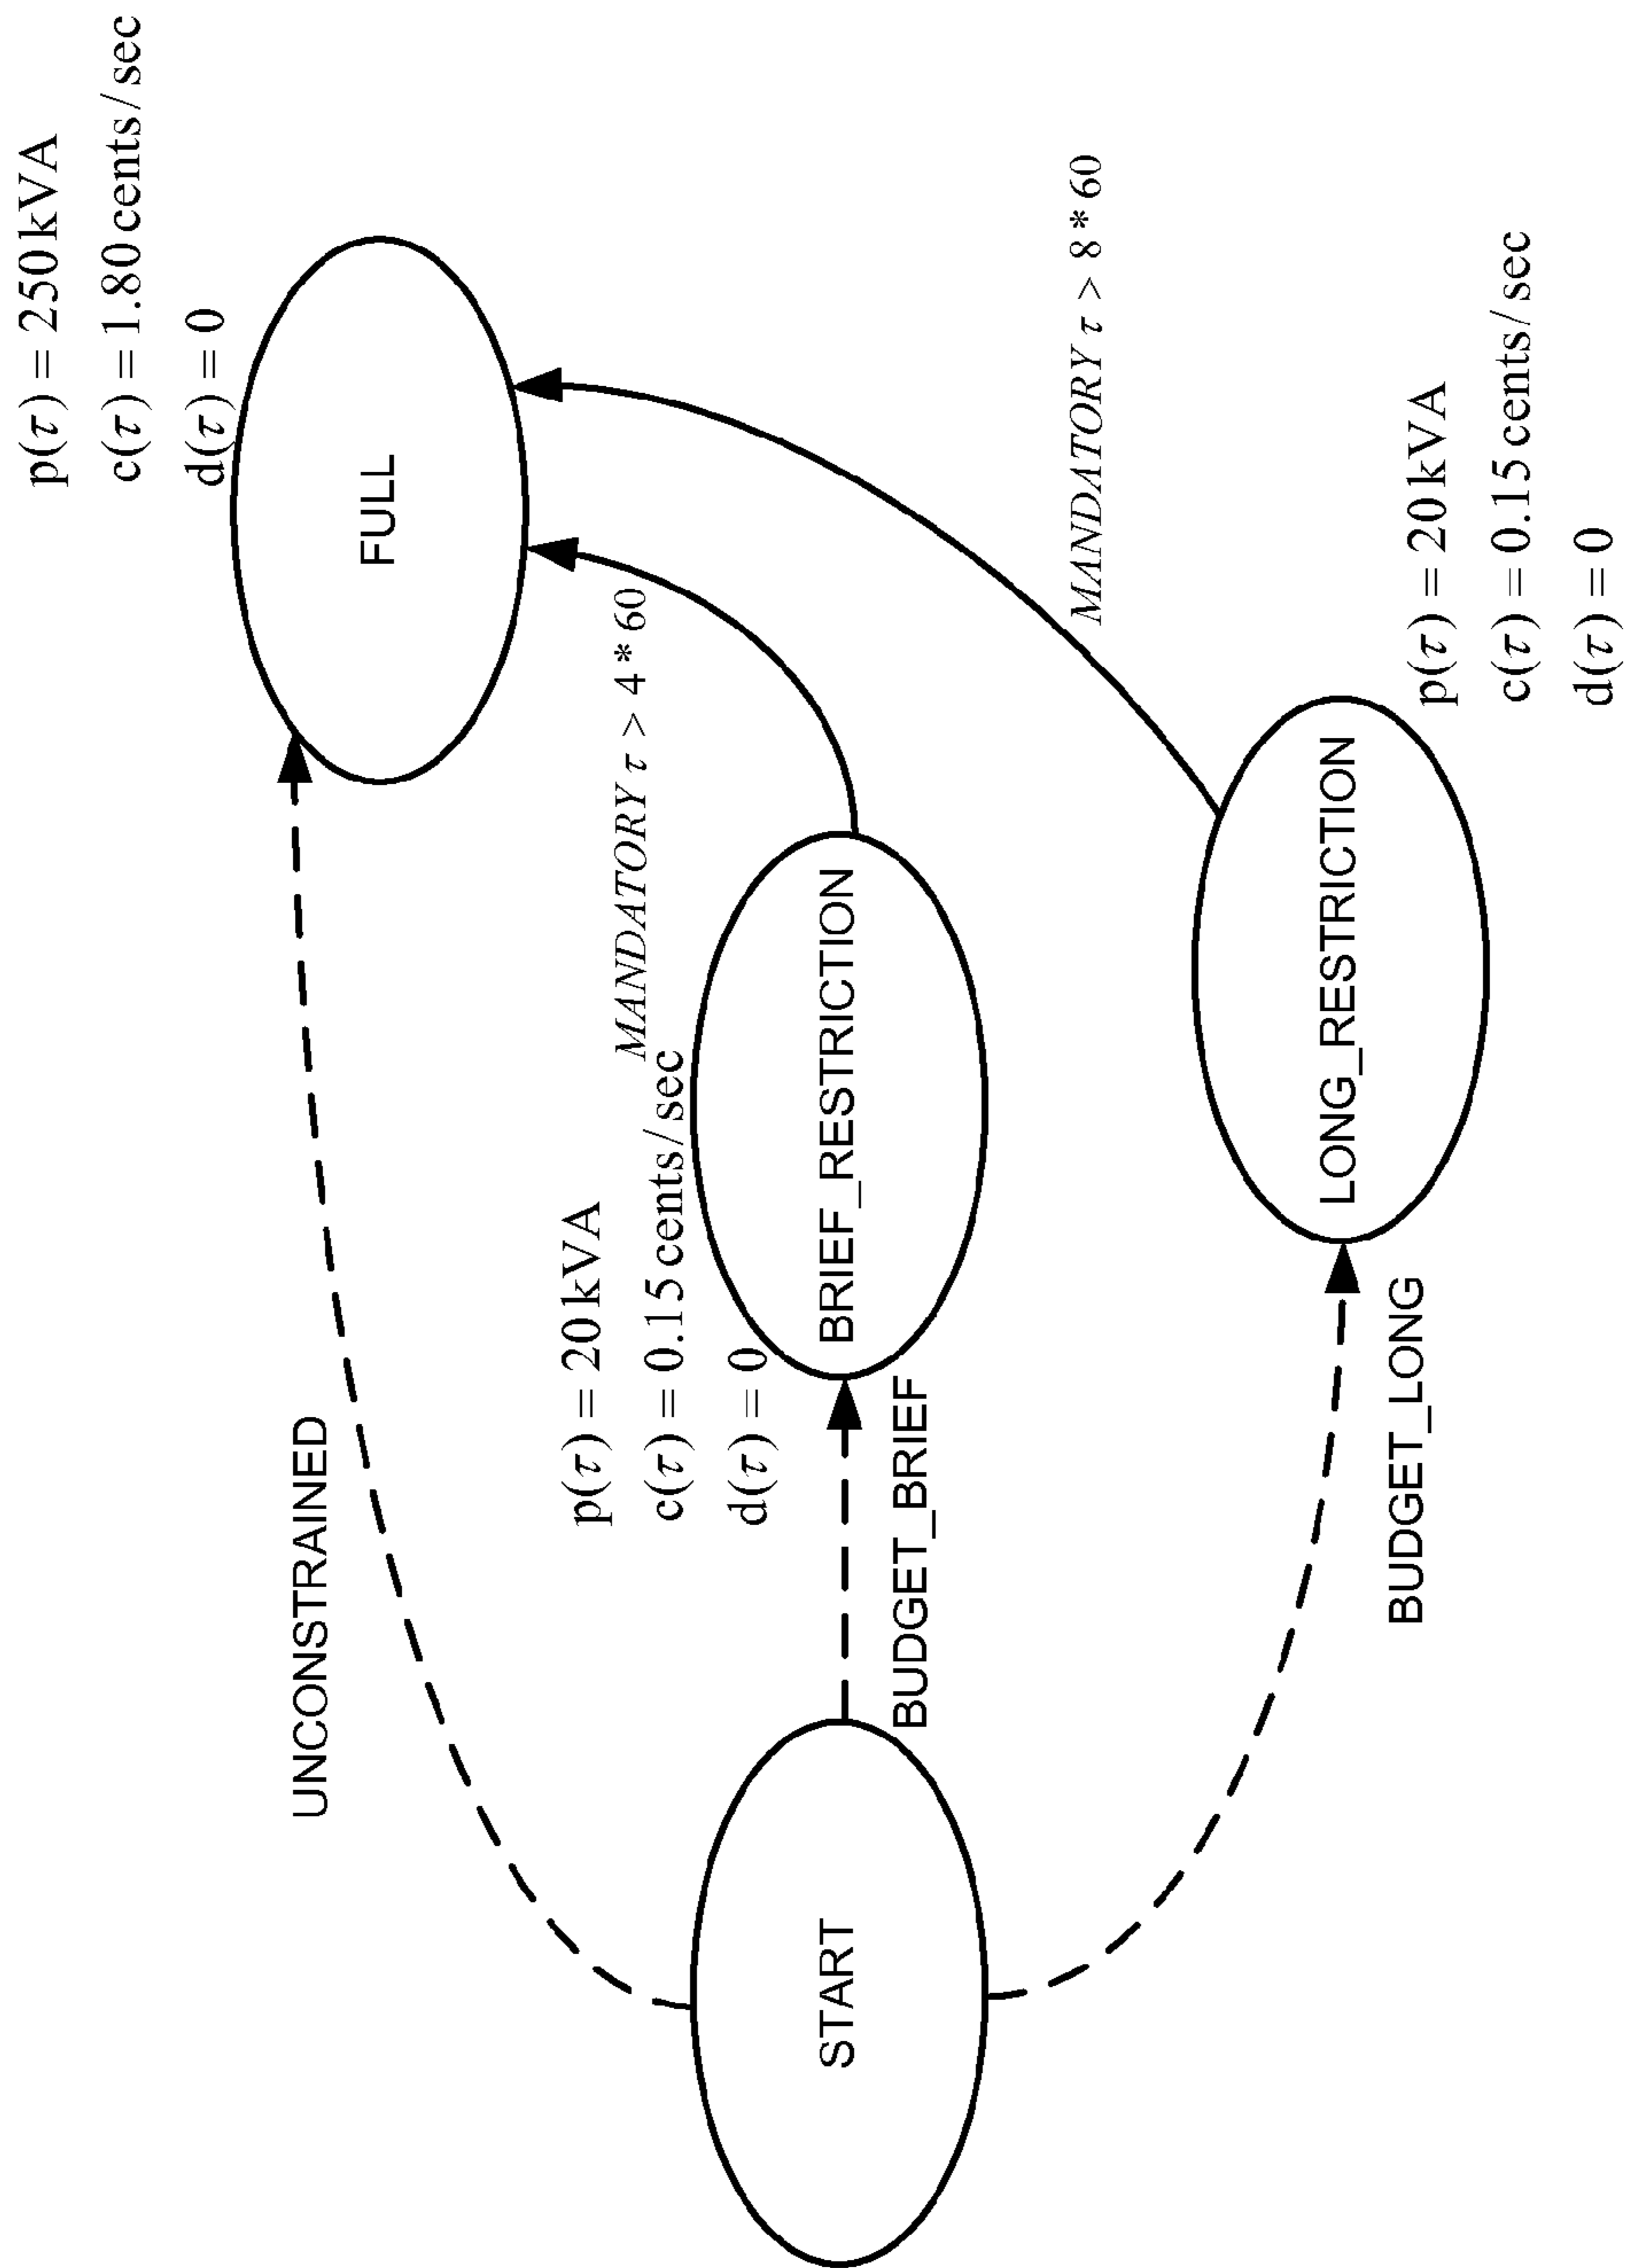 p(τ) = 250 kVA
c(τ) = 1.80 cents/sec
d(τ) = 0
FULL
UNCONSTRAINED
MANDATORY τ > 4 * 60
p(τ) = 20 kVA
c(τ) = 0.15 cents/sec
d(τ) = 0
START
BRIEF_RESTRICTION
BUDGET_BRIEF
MANDATORY τ > 8 * 60
LONG_RESTRICTION
BUDGET_LONG
p(τ) = 20 kVA
c(τ) = 0.15 cents/sec
d(τ) = 0